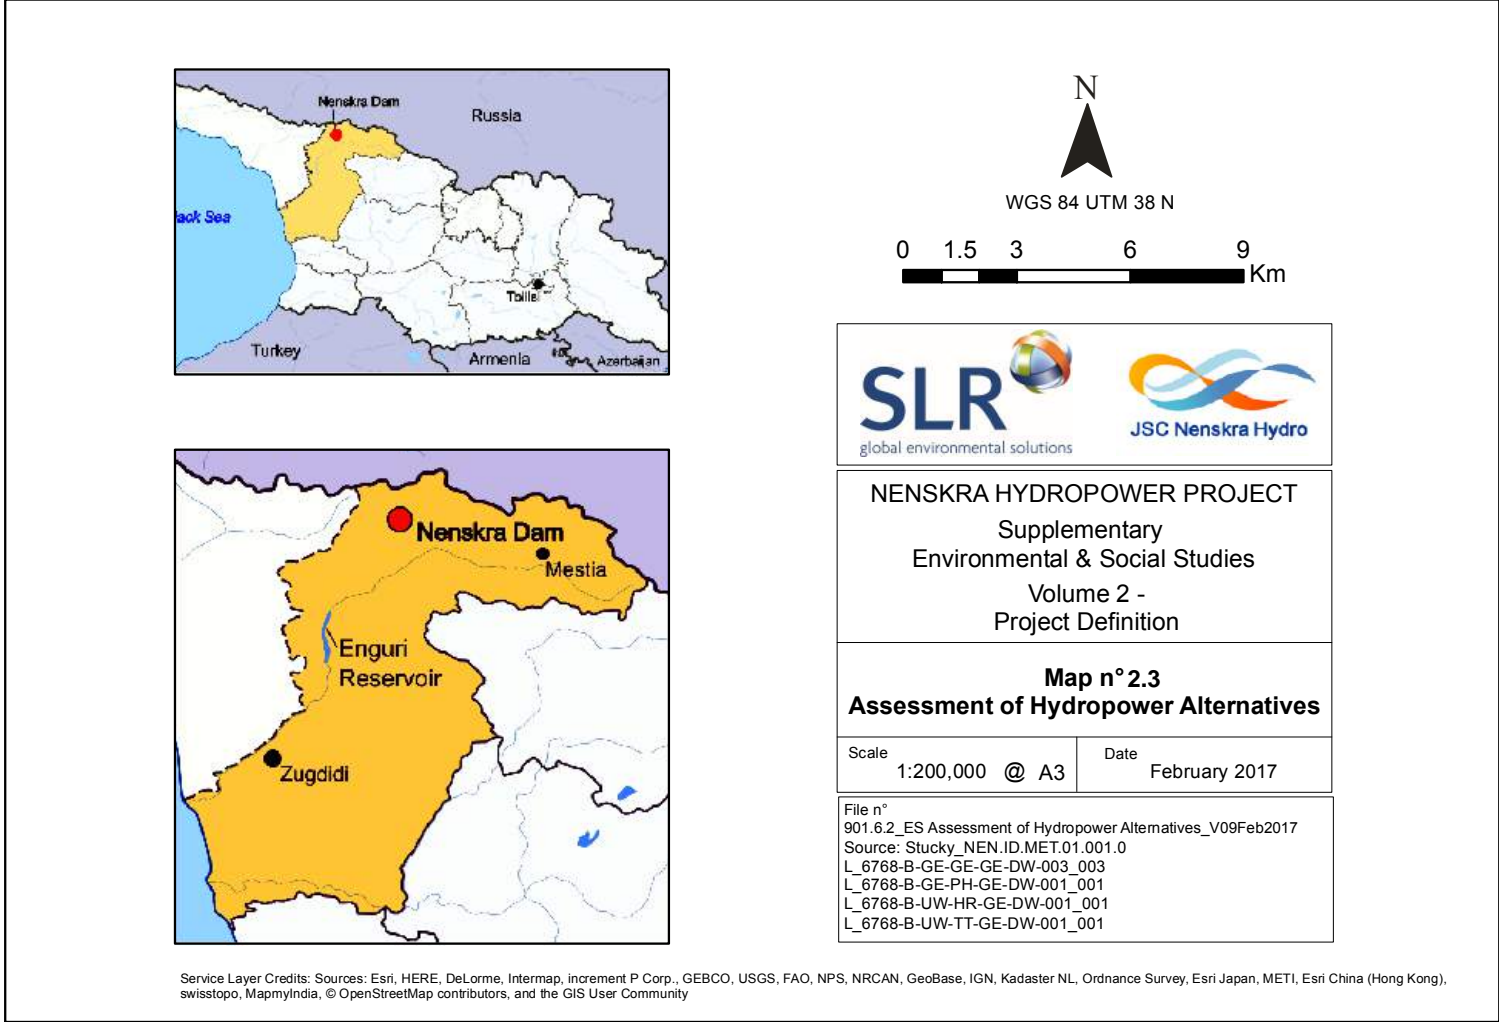 Nenskra Dam
Russia
ack Sea
Tbilisi
Turkey
Armenia
Azerbaijan
Nenskra Dam
Mestia
Enguri
Reservoir
Zugdidi
N
WGS 84 UTM 38 N
0 1.5 3 6 9
Km
SLR
global environmental solutions
JSC Nenskra Hydro
NENSKRA HYDROPOWER PROJECT
Supplementary
Environmental & Social Studies
Volume 2 -
Project Definition
Map n° 2.3
Assessment of Hydropower Alternatives
Scale
1:200,000 @ A3
Date
February 2017
File n°
901.6.2_ES Assessment of Hydropower Alternatives_V09Feb2017
Source: Stucky_NEN.ID.MET.01.001.0
L_6768-B-GE-GE-GE-DW-003_003
L_6768-B-GE-PH-GE-DW-001_001
L_6768-B-UW-HR-GE-DW-001_001
L_6768-B-UW-TT-GE-DW-001_001
Service Layer Credits: Sources: Esri, HERE, DeLorme, Intermap, increment P Corp., GEBCO, USGS, FAO, NPS, NRCAN, GeoBase, IGN, Kadaster NL, Ordnance Survey, Esri Japan, METI, Esri China (Hong Kong),
swisstopo, MapmyIndia, © OpenStreetMap contributors, and the GIS User Community